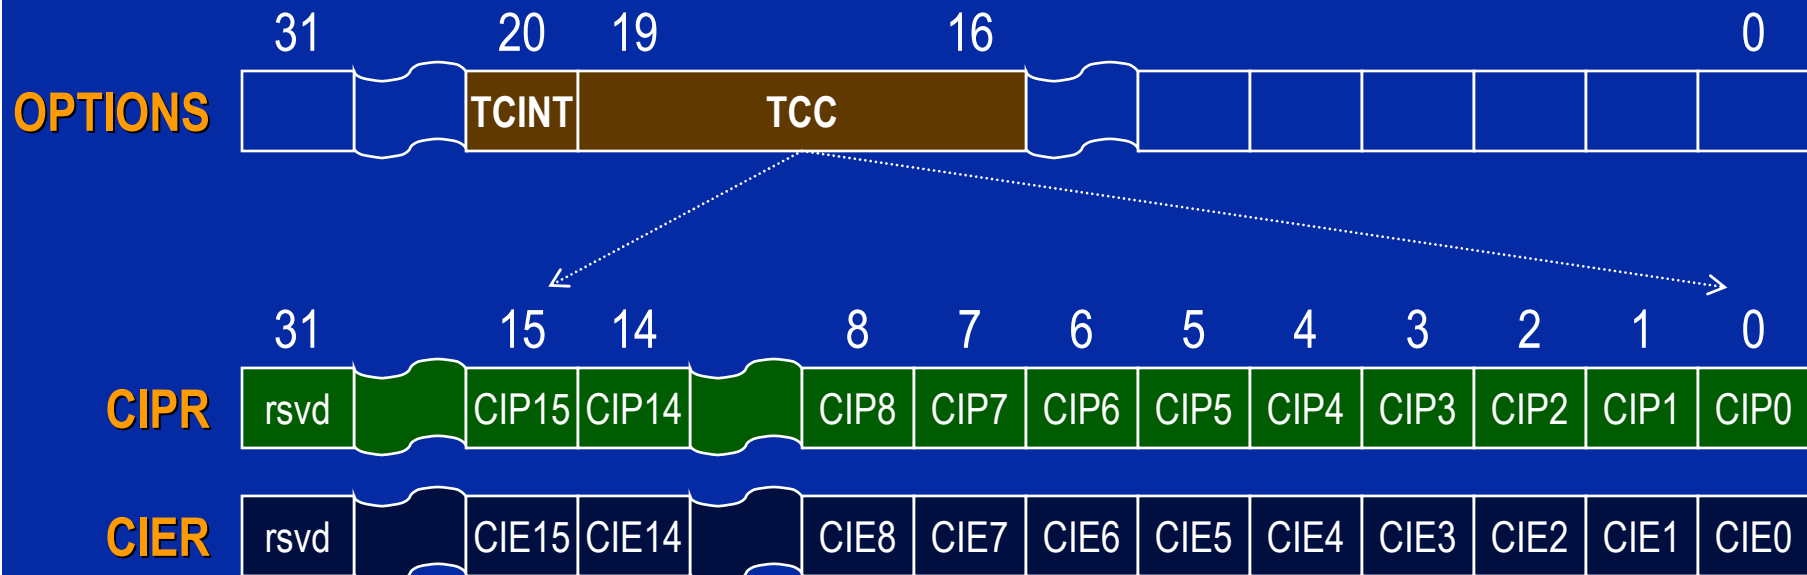 31 20 19 16 0
OPTIONS TCINT TCC
31 15 14 8 7 6 5 4 3 2 1 0
CIPR rsvd CIP15 CIP14 CIP8 CIP7 CIP6 CIP5 CIP4 CIP3 CIP2 CIP1 CIP0
CIER rsvd CIE15 CIE14 CIE8 CIE7 CIE6 CIE5 CIE4 CIE3 CIE2 CIE1 CIE0